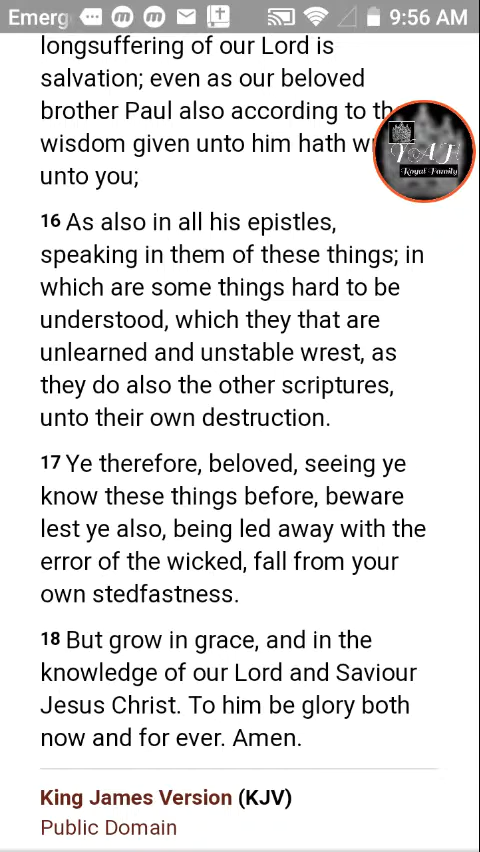 Emerg 9:56 AM
longsuffering of our Lord is
salvation; even as our beloved
brother Paul also according to
wisdom given unto him hath
unto you;
16 As also in all his epistles,
speaking in them of these things; in
which are some things hard to be
understood, which they that are
unlearned and unstable wrest, as
they do also the other scriptures,
unto their own destruction.
17 Ye therefore, beloved, seeing ye
know these things before, beware
lest ye also, being led away with the
error of the wicked, fall from your
own stedfastness.
18 But grow in grace, and in the
knowledge of our Lord and Saviour
Jesus Christ. To him be glory both
now and for ever. Amen.
King James Version (KJV)
Public Domain
Royal Family